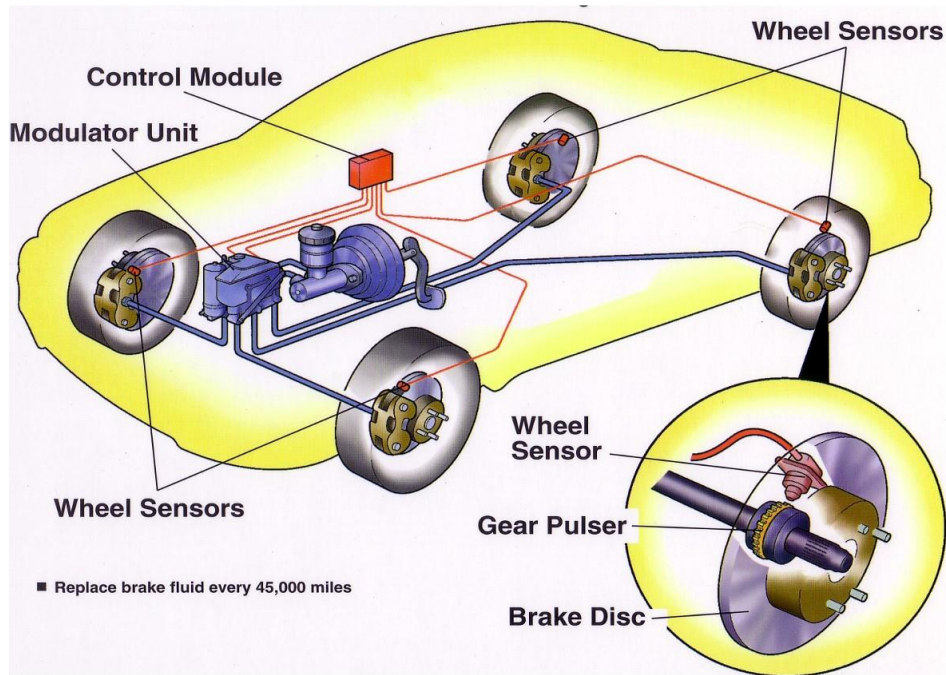 Wheel Sensors
Control Module
Modulator Unit
Wheel
Sensor
Gear Pulser
Wheel Sensors
Brake Disc
■ Replace brake fluid every 45,000 miles